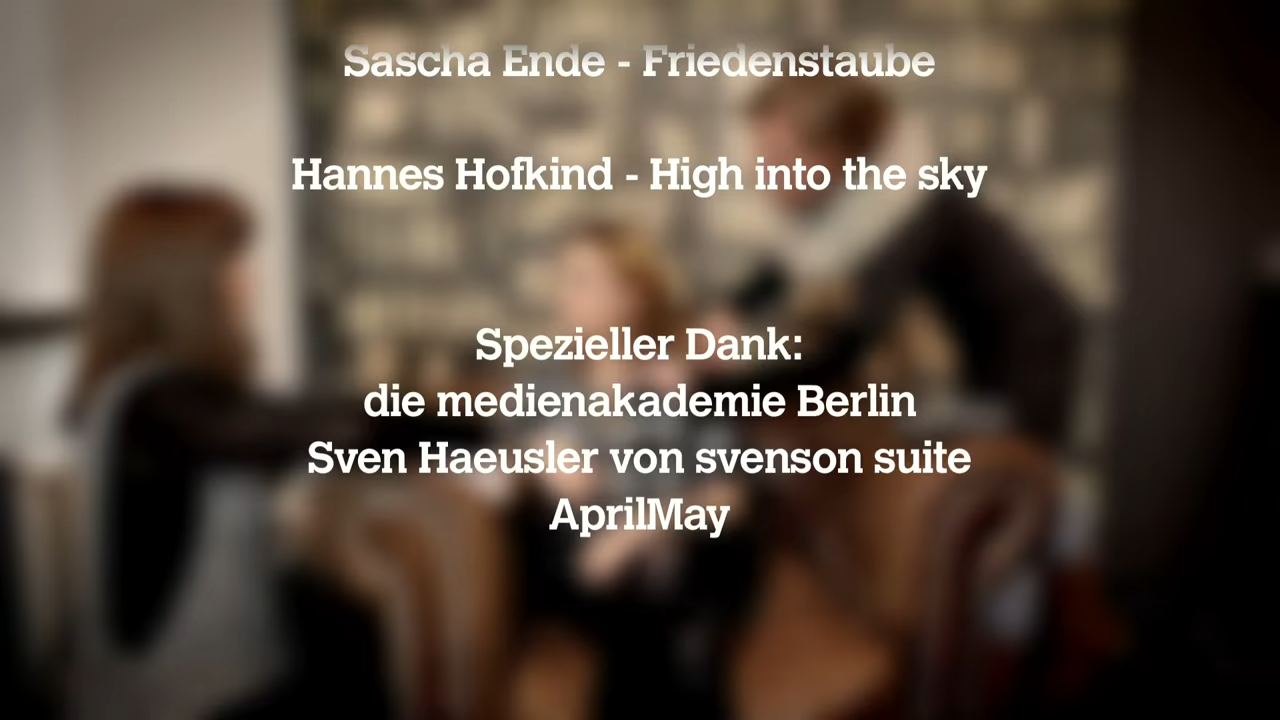 Sascha Ende - Friedenstaube
Hannes Hofkind - High into the sky
Spezieller Dank:
die medienakademie Berlin
Sven Haeusler von svenson suite
AprilMay